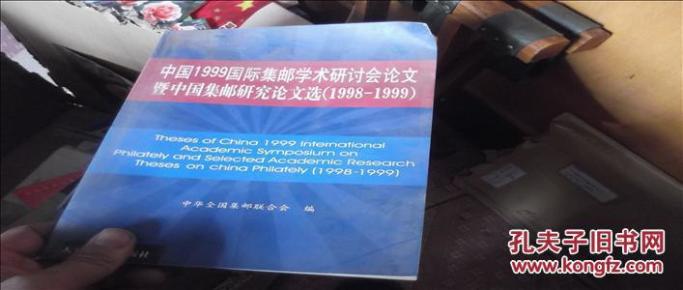 中国1999国际集邮学术研讨会论文
暨中国集邮研究论文选(1998-1999)
Theses of China 1999 International
Academic Symposium on
Philately and Selected Academic Research
Theses on china Philately (1998-1999)
中华全国集邮联合会 编
孔夫子旧书网
www.kongfz.com